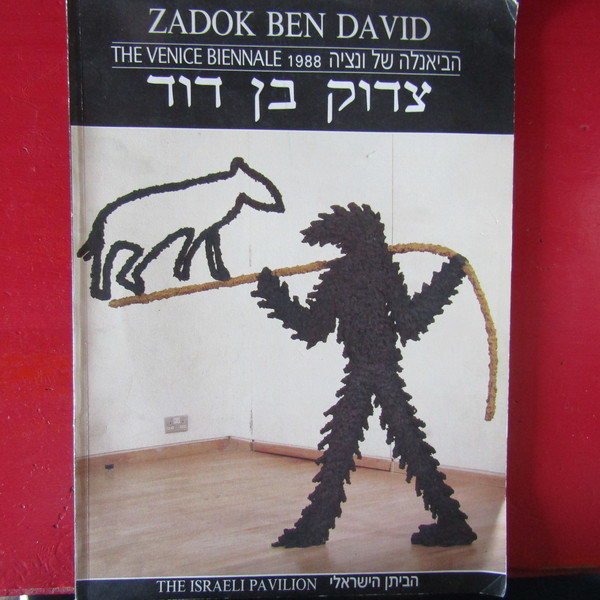 ZADOK BEN DAVID
THE VENICE BIENNALE 1988 הביאנלה של ונציה
צדוק בן דוד
THE ISRAELI PAVILION הביתן הישראלי